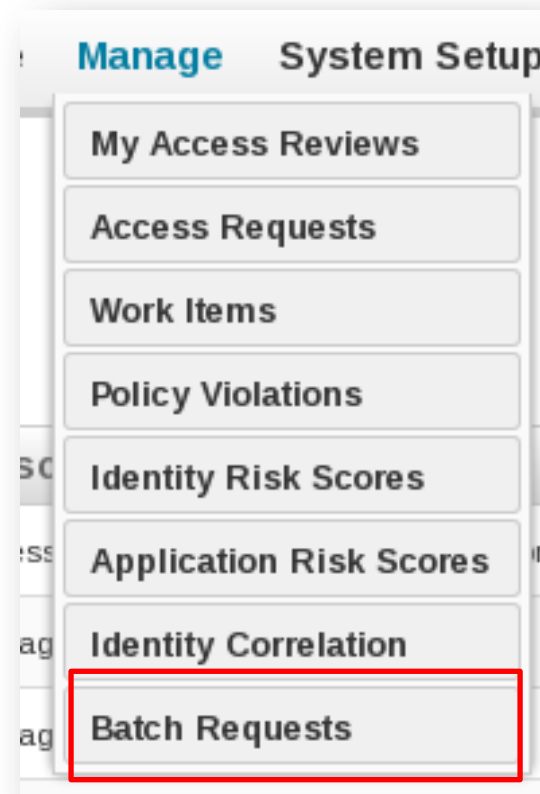 Manage System Setup
My Access Reviews
Access Requests
Work Items
Policy Violations
Identity Risk Scores
Application Risk Scores
Identity Correlation
Batch Requests